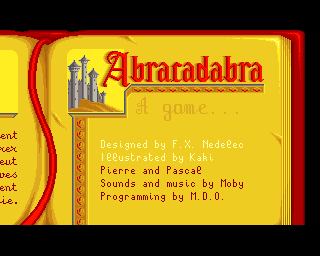 Abracadabra
A game...
Designed by F.X. Nedelec
Illustrated by Kaki
Pierre and Pascal
Sounds and music by Moby
Programming by M.D.O.